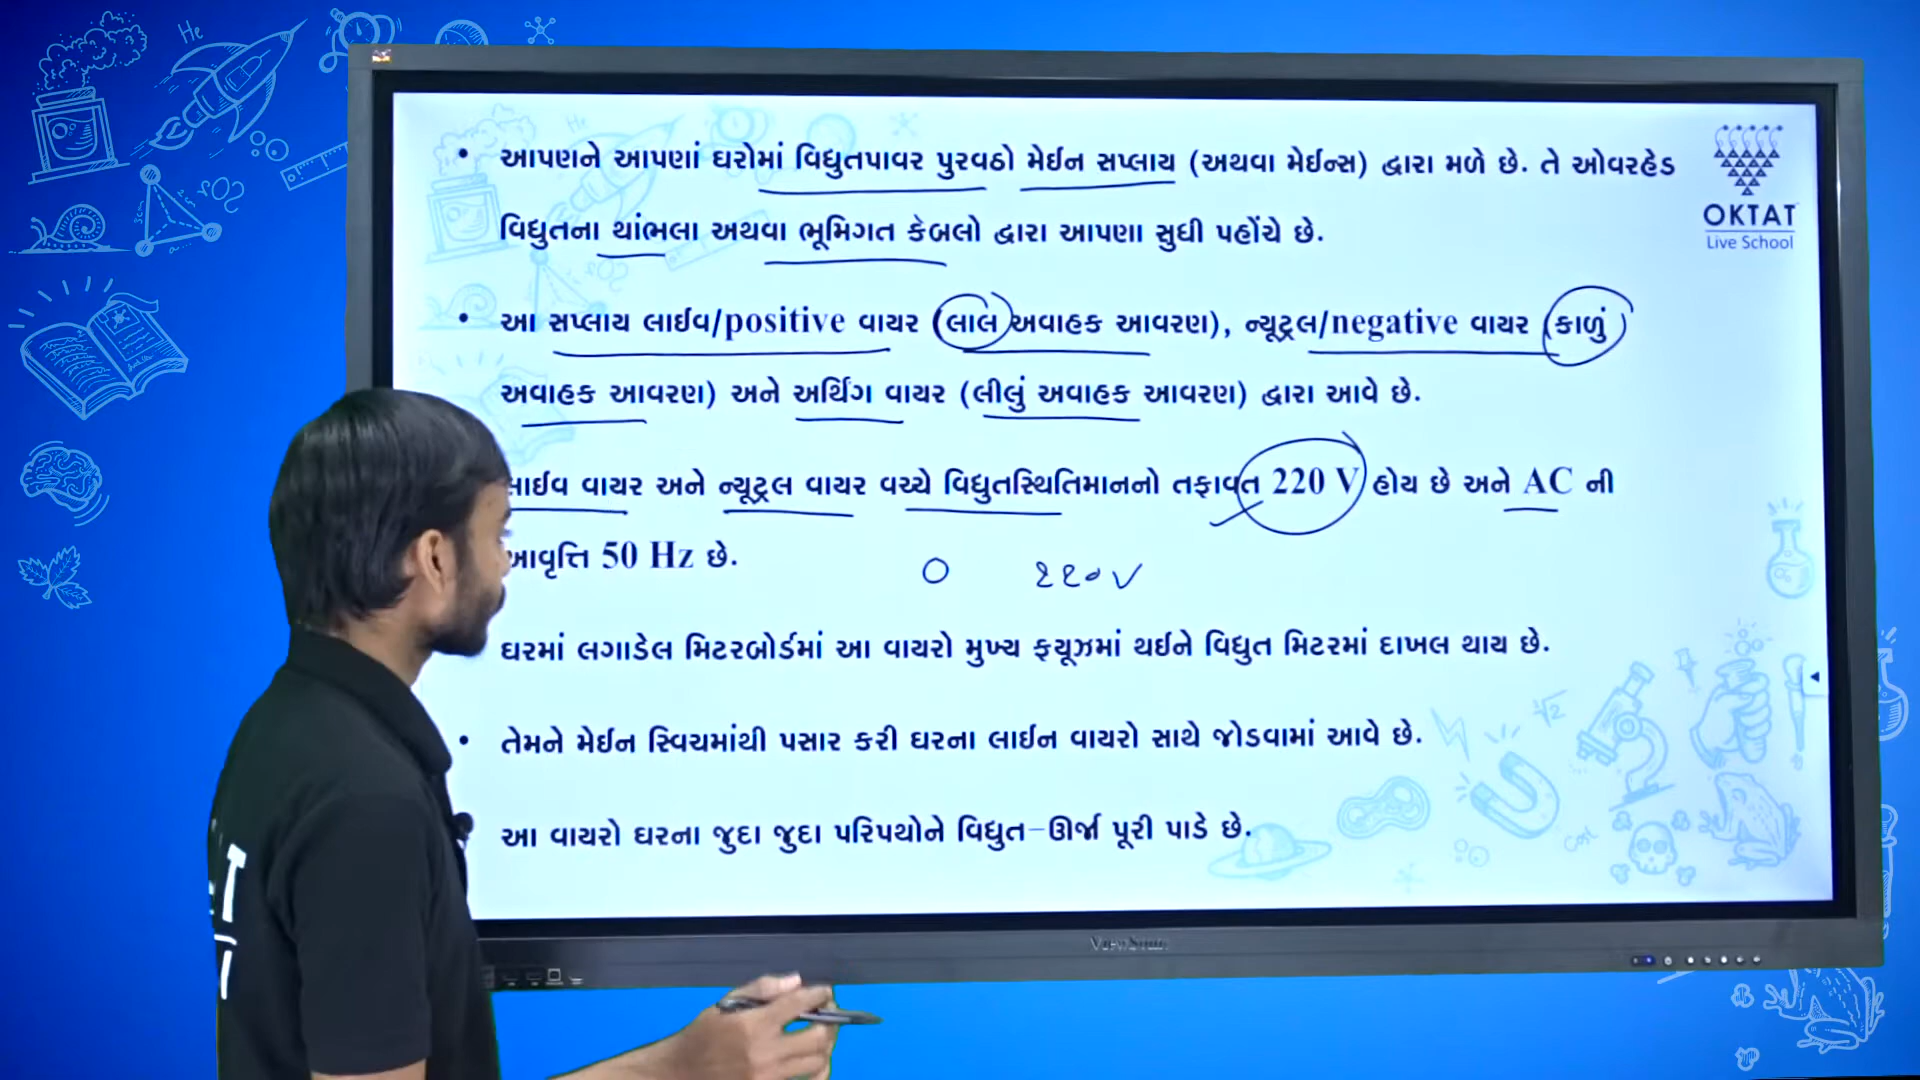 • આપણને આપણાં ઘરોમાં વિદ્યુતપાવર પુરવઠો મેઈન સપ્લાય (અથવા મેઈન્સ) દ્વારા મળે છે. તે ઓવરહેડ
વિદ્યુતના થાંભલા અથવા ભૂમિગત કેબલો દ્વારા આપણા સુધી પહોંચે છે.
OKTAT
Live School
• આ સપ્લાય લાઈવ/positive વાયર (લાલ અવાહક આવરણ), ન્યૂટ્રલ/negative વાયર (કાળું
અવાહક આવરણ) અને અર્થિંગ વાયર (લીલું અવાહક આવરણ) દ્વારા આવે છે.
લાઈવ વાયર અને ન્યૂટ્રલ વાયર વચ્ચે વિદ્યુતસ્થિતિમાનનો તફાવત 220 V હોય છે અને AC ની
આવૃત્તિ 50 Hz છે.
0 220V
ઘરમાં લગાડેલ મિટરબોર્ડમાં આ વાયરો મુખ્ય ફયૂઝમાં થઈને વિદ્યુત મિટરમાં દાખલ થાય છે.
• તેમને મેઈન સ્વિચમાંથી પસાર કરી ઘરના લાઈન વાયરો સાથે જોડવામાં આવે છે.
આ વાયરો ઘરના જુદા જુદા પરિપથોને વિદ્યુત-ઊર્જા પૂરી પાડે છે.
ViewSonic